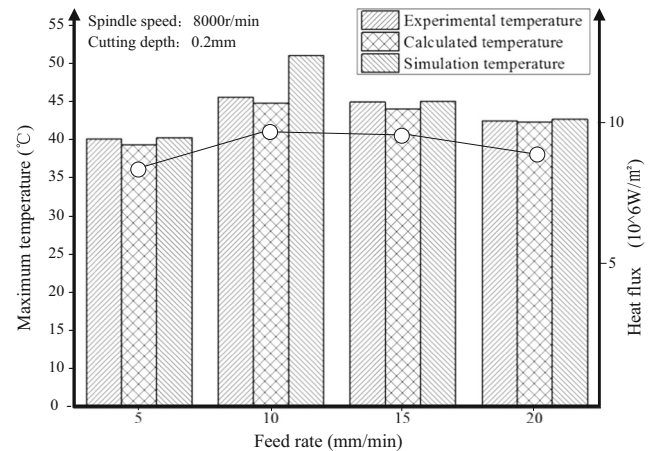 Spindle speed：8000r/min
Cutting depth：0.2mm
Experimental temperature
Calculated temperature
Simulation temperature
Maximum temperature (℃)
55
50
45
40
35
30
25
20
15
10
5
0
10
5
Heat flux (10^6W/㎡)
5
10
15
20
Feed rate (mm/min)